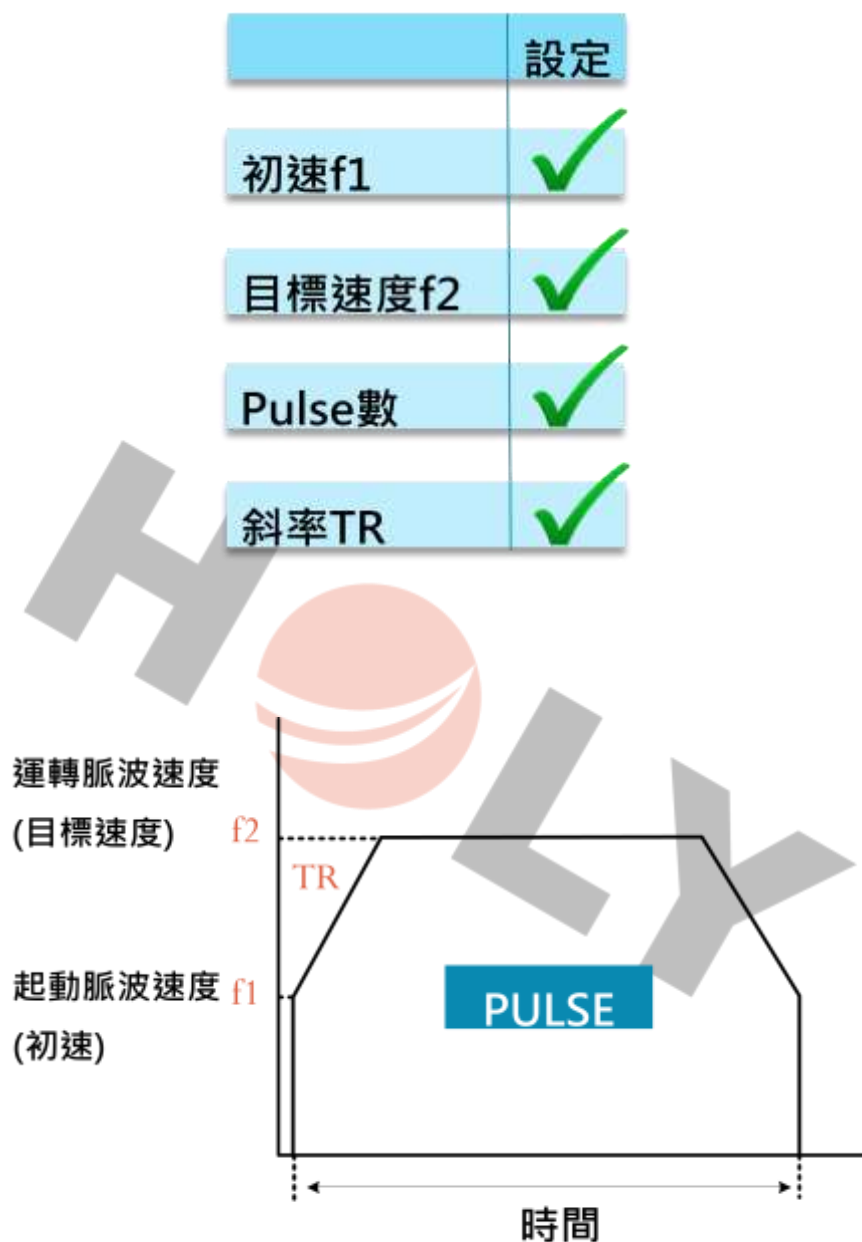 設定
初速f1
目標速度f2
Pulse數
斜率TR
HOLY
運轉脈波速度
(目標速度)
f2
TR
起動脈波速度
(初速)
f1
PULSE
時間